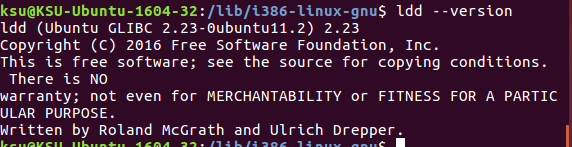 ksu@KSU-Ubuntu-1604-32:/lib/i386-linux-gnu$ ldd --version
ldd (Ubuntu GLIBC 2.23-0ubuntu11.2) 2.23
Copyright (C) 2016 Free Software Foundation, Inc.
This is free software; see the source for copying conditions.
 There is NO
warranty; not even for MERCHANTABILITY or FITNESS FOR A PARTIC
ULAR PURPOSE.
Written by Roland McGrath and Ulrich Drepper.
ksu@KSU-Ubuntu-1604-32:/lib/i386-linux-gnu$